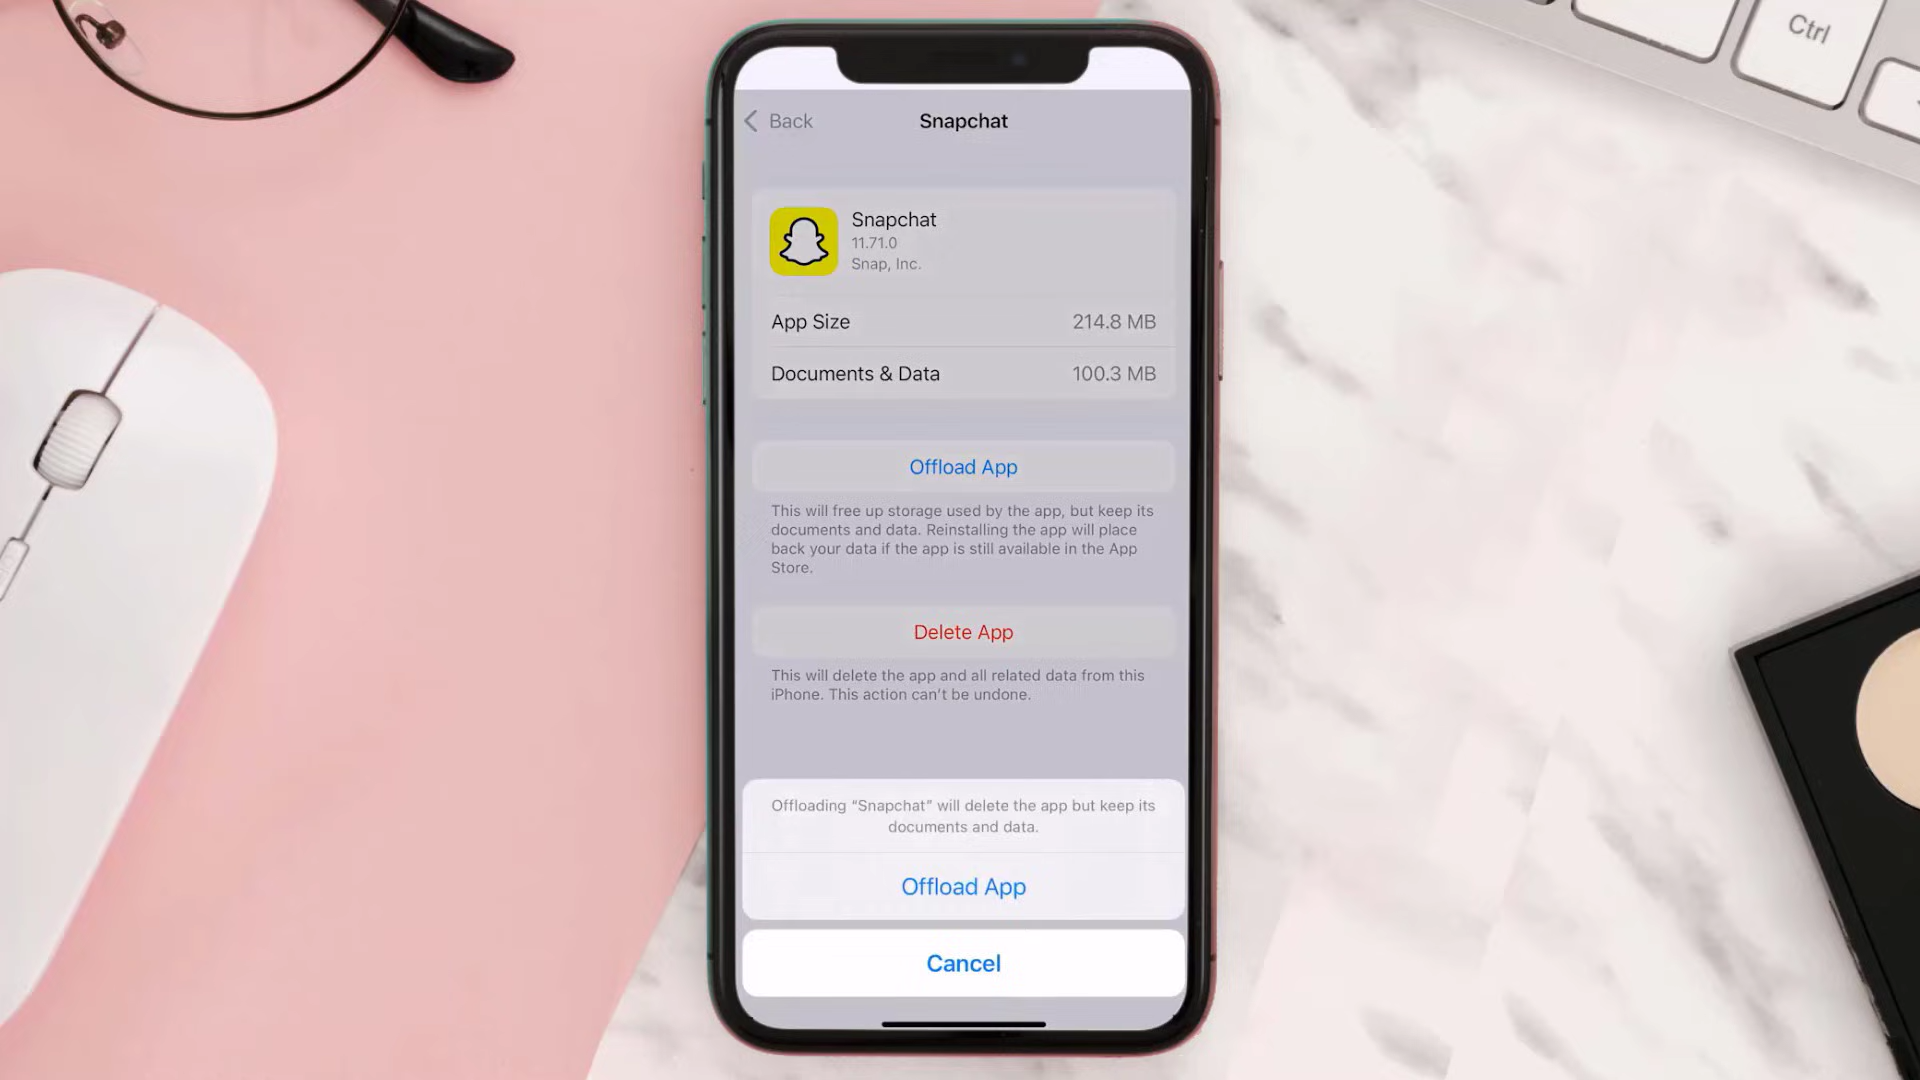 Ctrl
Back
Snapchat
Snapchat
11.71.0
Snap, Inc.
App Size 214.8 MB
Documents & Data 100.3 MB
Offload App
This will free up storage used by the app, but keep its
documents and data. Reinstalling the app will place
back your data if the app is still available in the App
Store.
Delete App
This will delete the app and all related data from this
iPhone. This action can't be undone.
Offloading “Snapchat” will delete the app but keep its
documents and data.
Offload App
Cancel